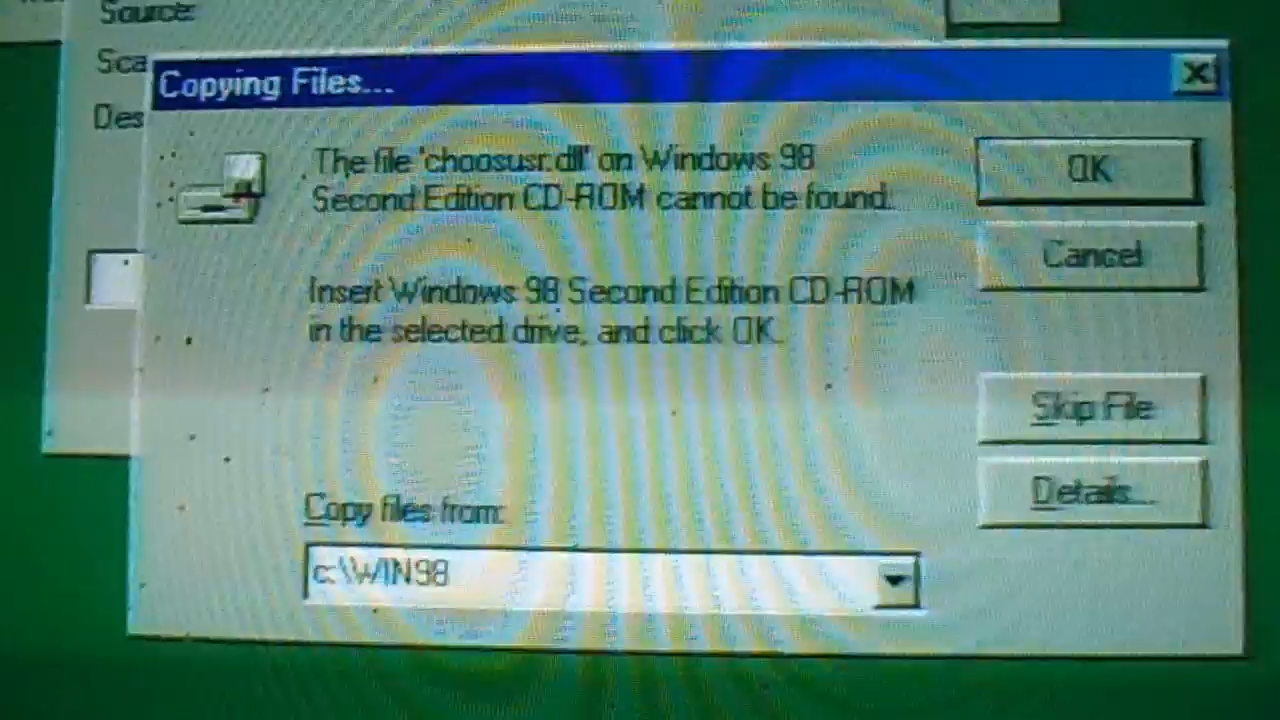 Source:
Sca
Des
Copying Files...
The file 'choosusr.dll' on Windows 98
Second Edition CD-ROM cannot be found.
Insert Windows 98 Second Edition CD-ROM
in the selected drive, and click OK.
Copy files from:
c:\WIN98
OK
Cancel
Skip File
Details...